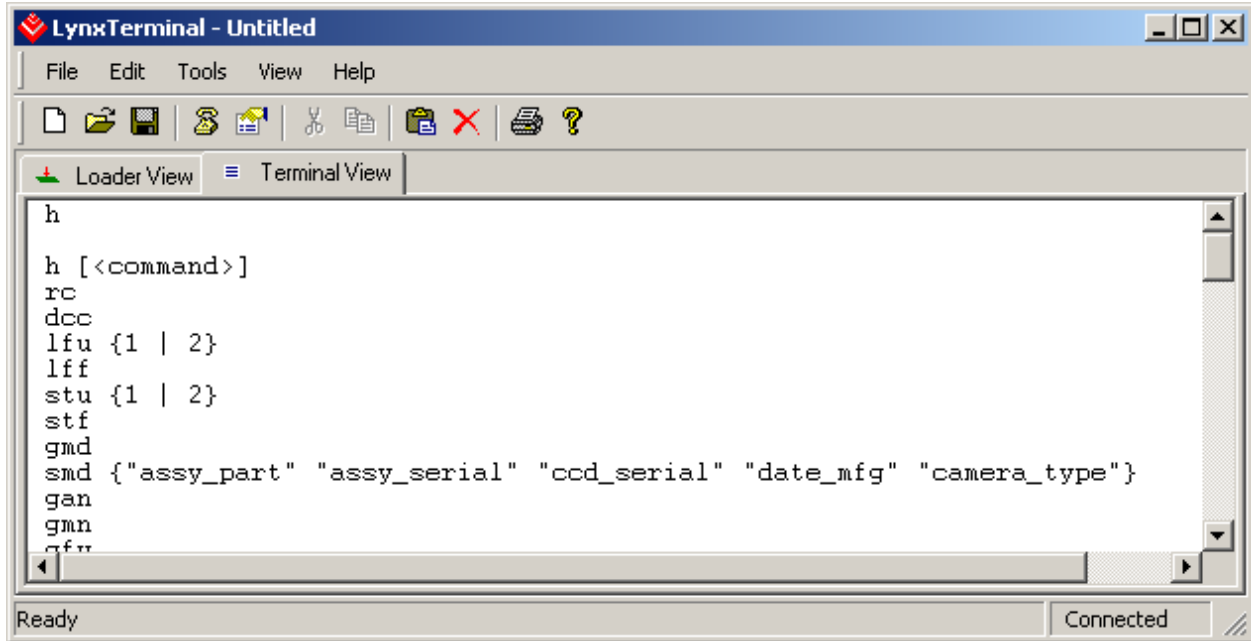 LynxTerminal - Untitled
File Edit Tools View Help
Loader View Terminal View
h
h [<command>]
rc
dcc
lfu {1 | 2}
lff
stu {1 | 2}
stf
gmd
smd {"assy_part" "assy_serial" "ccd_serial" "date_mfg" "camera_type"}
gan
gmn
Ready Connected